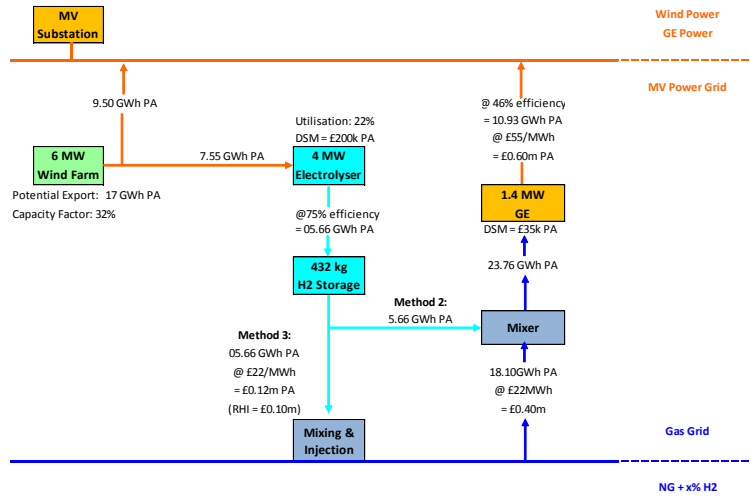 MV
Substation
Wind Power
GE Power
MV Power Grid
9.50 GWh PA
@ 46% efficiency
= 10.93 GWh PA
@ £55/MWh
= £0.60m PA
Utilisation: 22%
DSM = £200k PA
6 MW
Wind Farm
7.55 GWh PA
4 MW
Electrolyser
Potential Export: 17 GWh PA
Capacity Factor: 32%
1.4 MW
GE
DSM = £35k PA
@75% efficiency
= 05.66 GWh PA
23.76 GWh PA
432 kg
H2 Storage
Method 2:
5.66 GWh PA
Mixer
Method 3:
05.66 GWh PA
@ £22/MWh
= £0.12m PA
(RHI = £0.10m)
18.10GWh PA
@ £22MWh
= £0.40m
Mixing &
Injection
Gas Grid
NG + x% H2